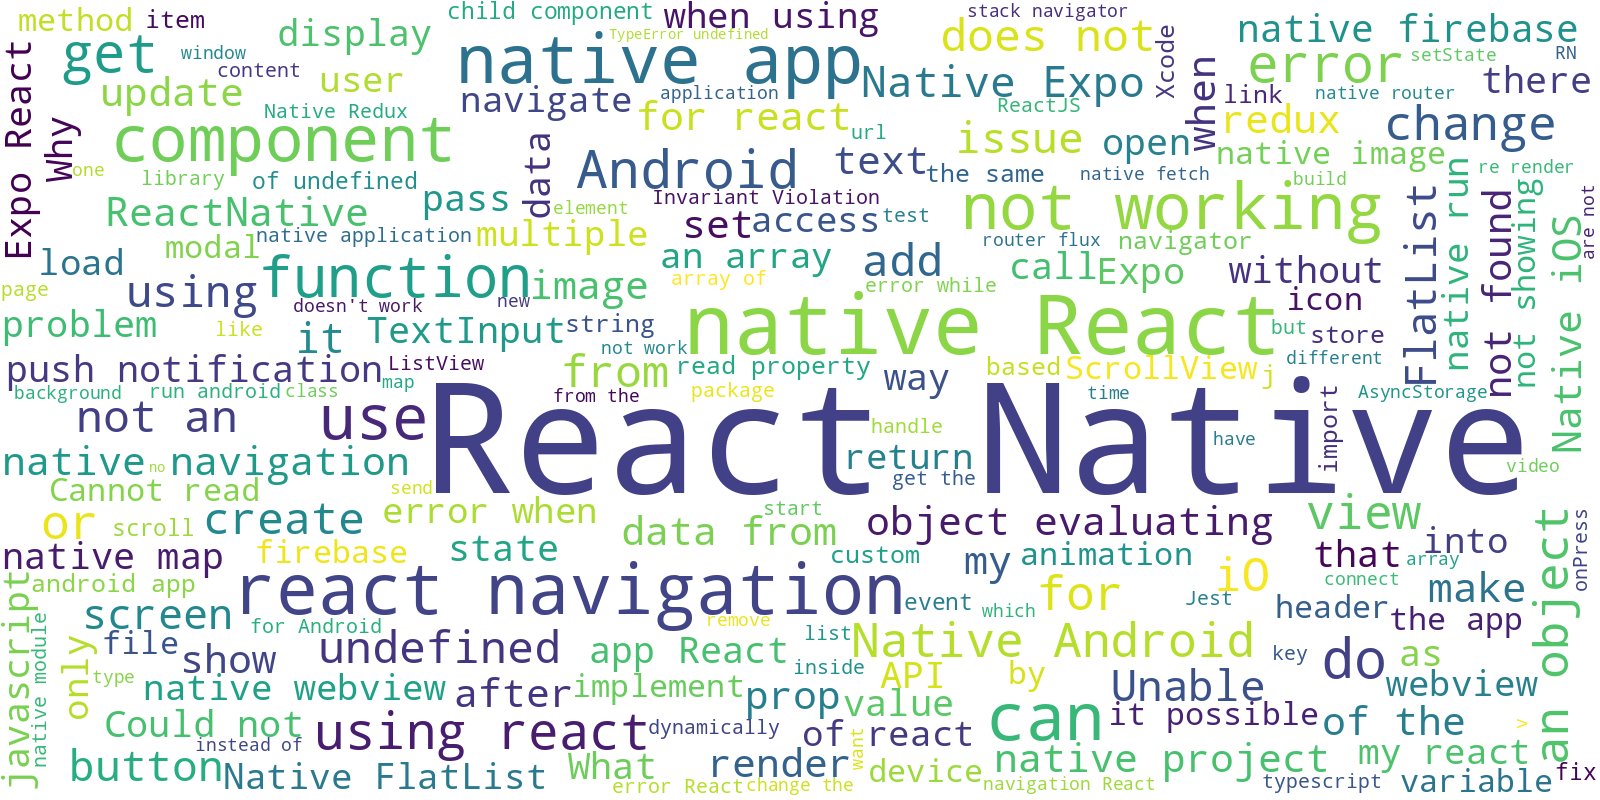 method
item
child component
when using
stack navigator
does not
native firebase
get
window
display
TypeError undefined
native app
Xcode
error
setState
RN
content
user
Native Expo
when
there
Expo React
Why
update
Native Redux
navigate
application
for react
ReactJS
link
native router
component
url
issue
open
redux
change
one
library
of undefined
data
Android
text
the same
native fetch
native image
re render
build
native run
ReactNative
pass
element
Invariant Violation
set
access
test
not working
FlatList
not found
not showing
Native iOS
are not
modal
native application
multiple
an array
router flux
navigator
load
function
image
array of
add
error while
call
Expo
without
page
using
doesn't work
new
icon
problem
like
it
TextInput
string
native React
but
store
not work
different
push notification
ListView
map
from
read property
way
based
ScrollView
j
background
run android
class
from the
package
time
AsyncStorage
not an
use
React Native
handle
have
import
native
no
navigation
return
get the
video
Cannot read
send
or
scroll
create
error when
data from
start
object evaluating
view
an object
onPress
native map
firebase
state
custom
my
animation
that
into
array
javascript
android app
react navigation
iO
connect
make
native module
screen
event
which
for
Jest
header
the app
only
file
for Android
remove
list
show
undefined
app React
inside
Native Android
key
do
as
type
native webview
after
implement
prop
API
by
Unable
webview
value
Could not
using react
dynamically
of react
can
it possible
of the
>
instead of
want
button
Native FlatList
What
render
device
native project
my react
error React
change the
navigation React
typescript
variable
fix